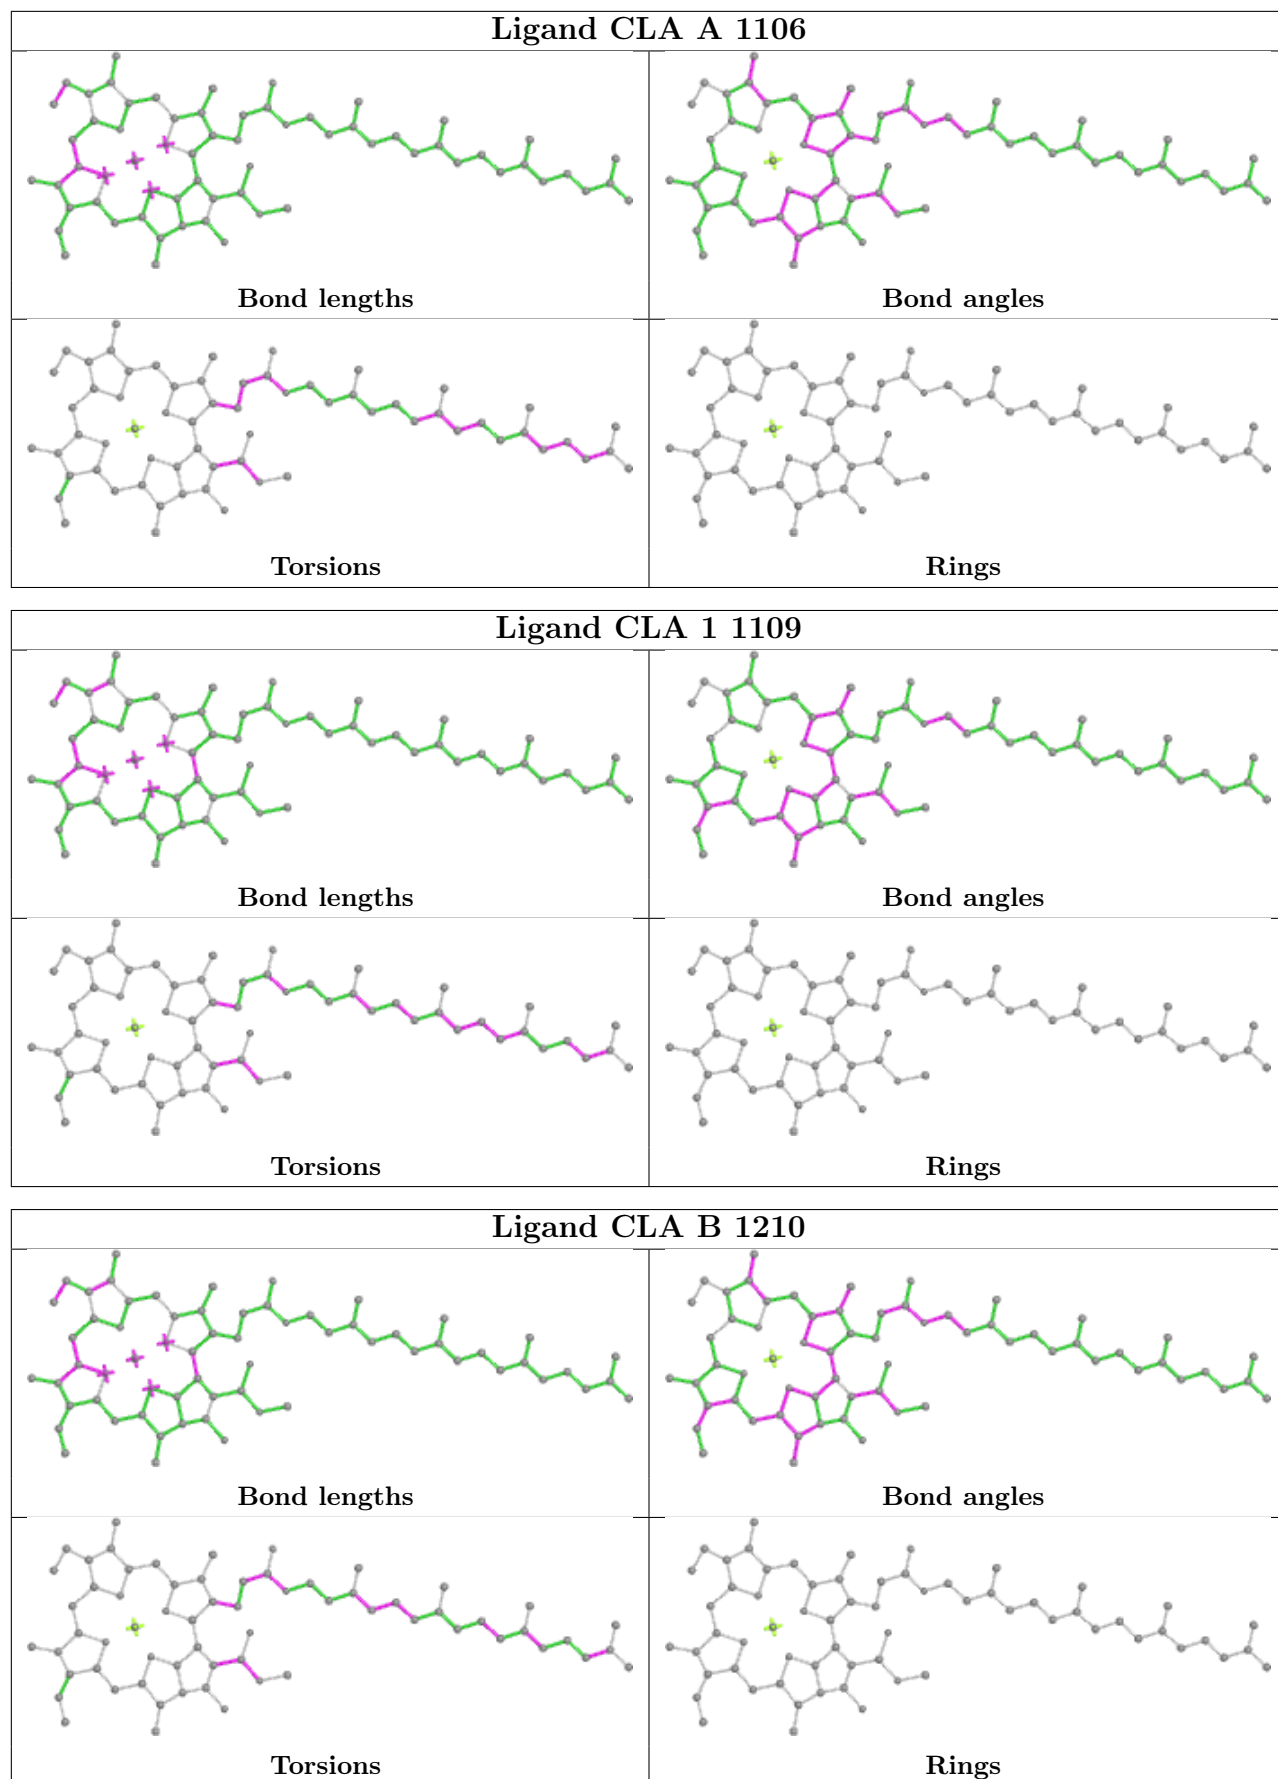 Ligand CLA A 1106
Bond lengths
Bond angles
Torsions
Rings
Ligand CLA 1 1109
Bond lengths
Bond angles
Torsions
Rings
Ligand CLA B 1210
Bond lengths
Bond angles
Torsions
Rings